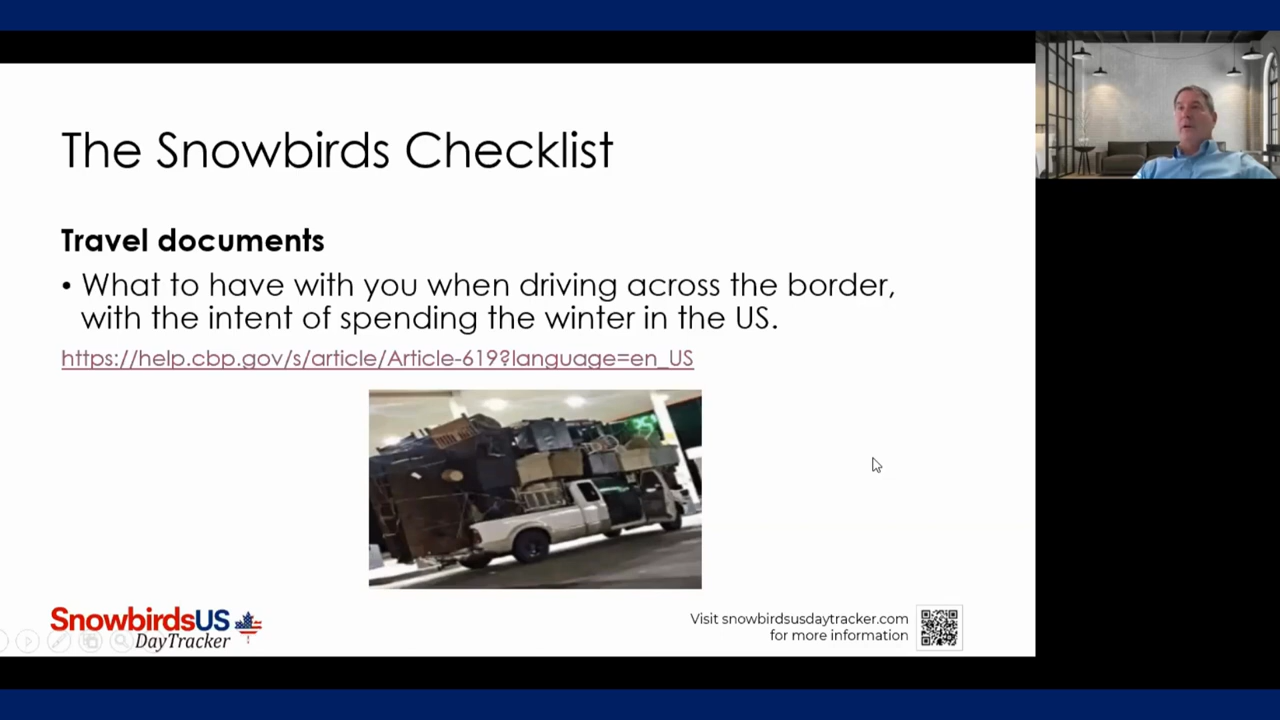 The Snowbirds Checklist
Travel documents
• What to have with you when driving across the border,
with the intent of spending the winter in the US.
https://help.cbp.gov/s/article/Article-619?language=en_US
SnowbirdsUS
DayTracker
Visit snowbirdsusdaytracker.com
for more information